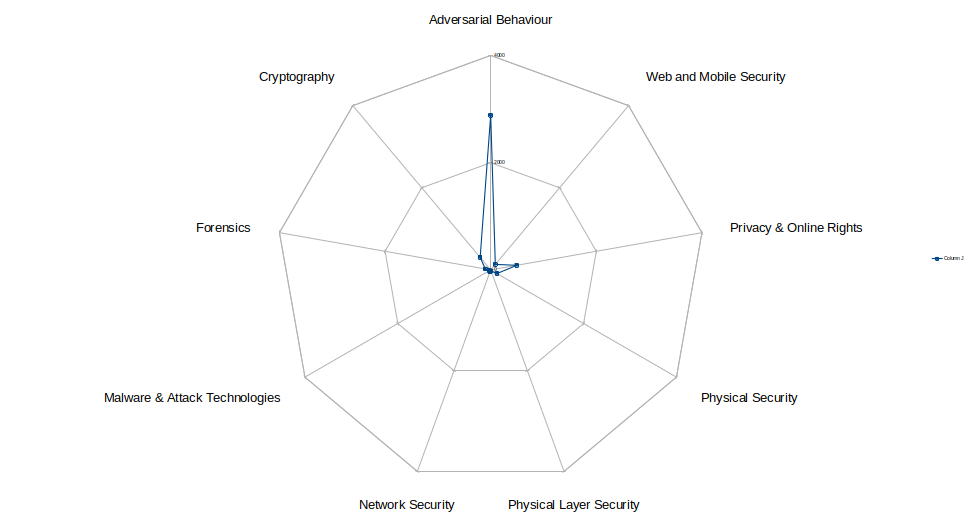 Adversarial Behaviour
4000
Cryptography
Web and Mobile Security
2000
Forensics
Privacy & Online Rights
Column J
Malware & Attack Technologies
Physical Security
Network Security
Physical Layer Security